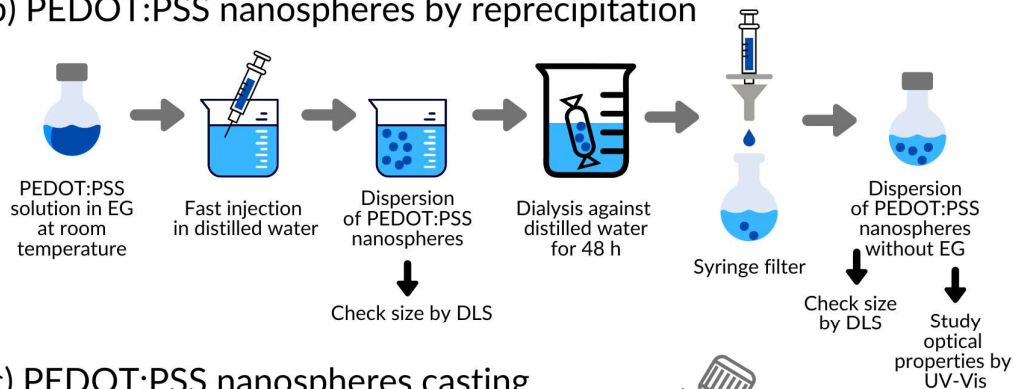 b) PEDOT:PSS nanospheres by reprecipitation
PEDOT:PSS
solution in EG
at room
temperature
Fast injection
in distilled water
Dispersion
of PEDOT:PSS
nanospheres
Check size by DLS
Dialysis against
distilled water
for 48 h
Syringe filter
Dispersion
of PEDOT:PSS
nanospheres
without EG
Check size
by DLS
Study
optical
properties by
UV-Vis
c) PEDOT:PSS nanospheres casting